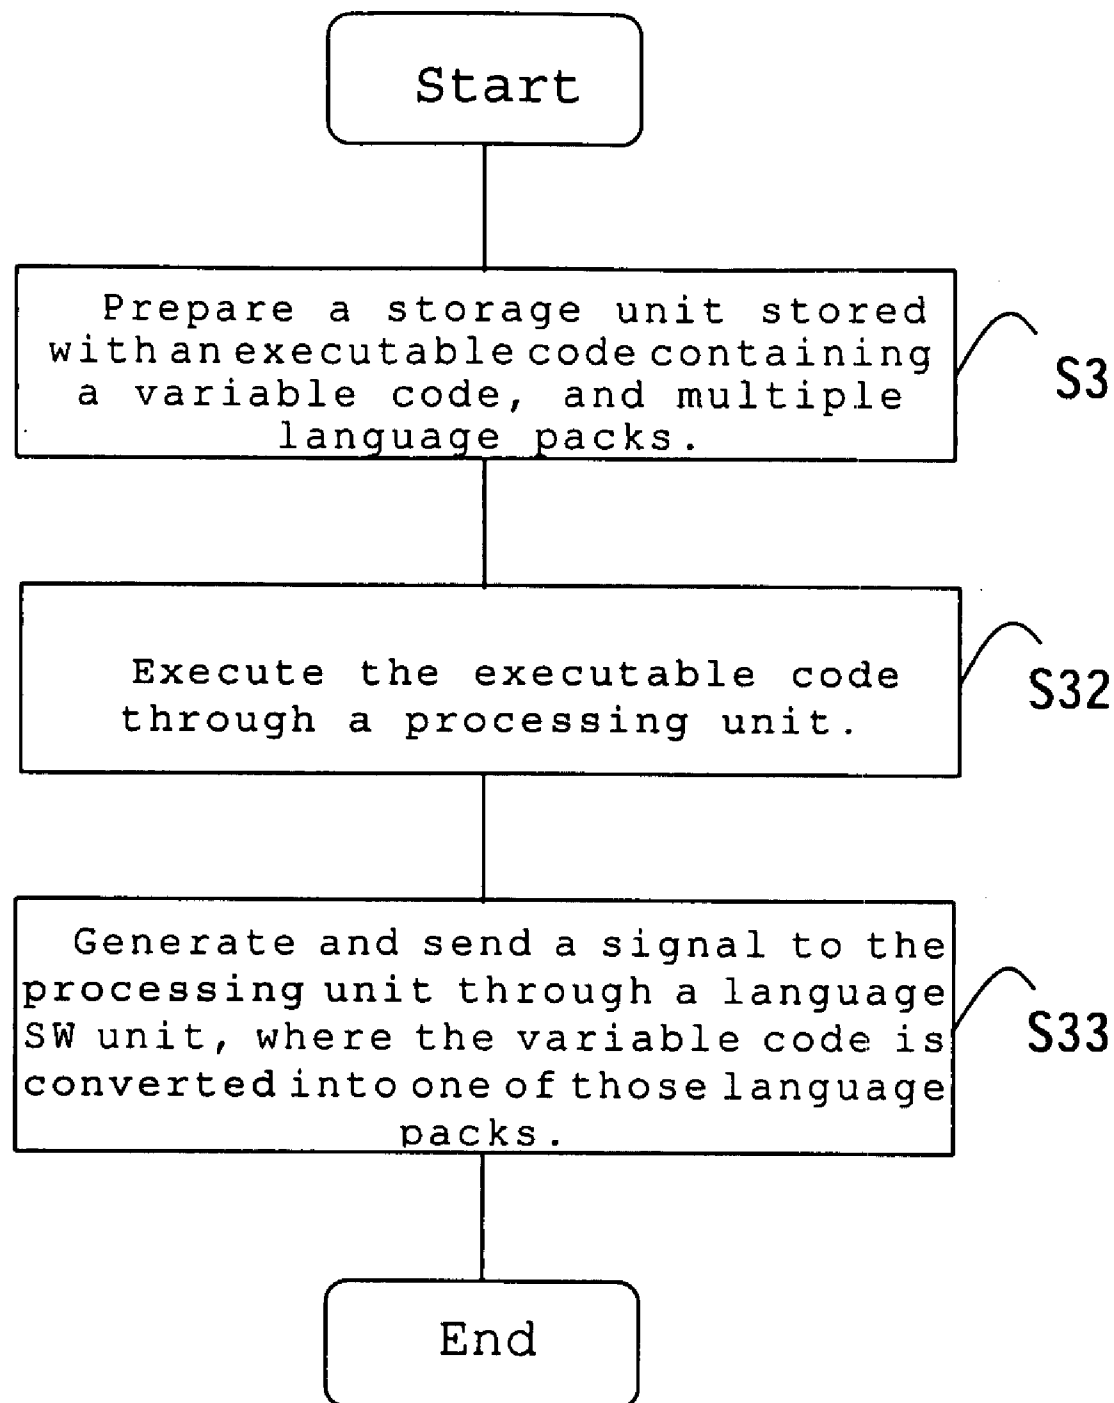 Start
Prepare a storage unit stored
with an executable code containing
a variable code, and multiple
language packs.
S3
Execute the executable code
through a processing unit.
S32
Generate and send a signal to the
processing unit through a language
SW unit, where the variable code is
converted into one of those language
packs.
S33
End